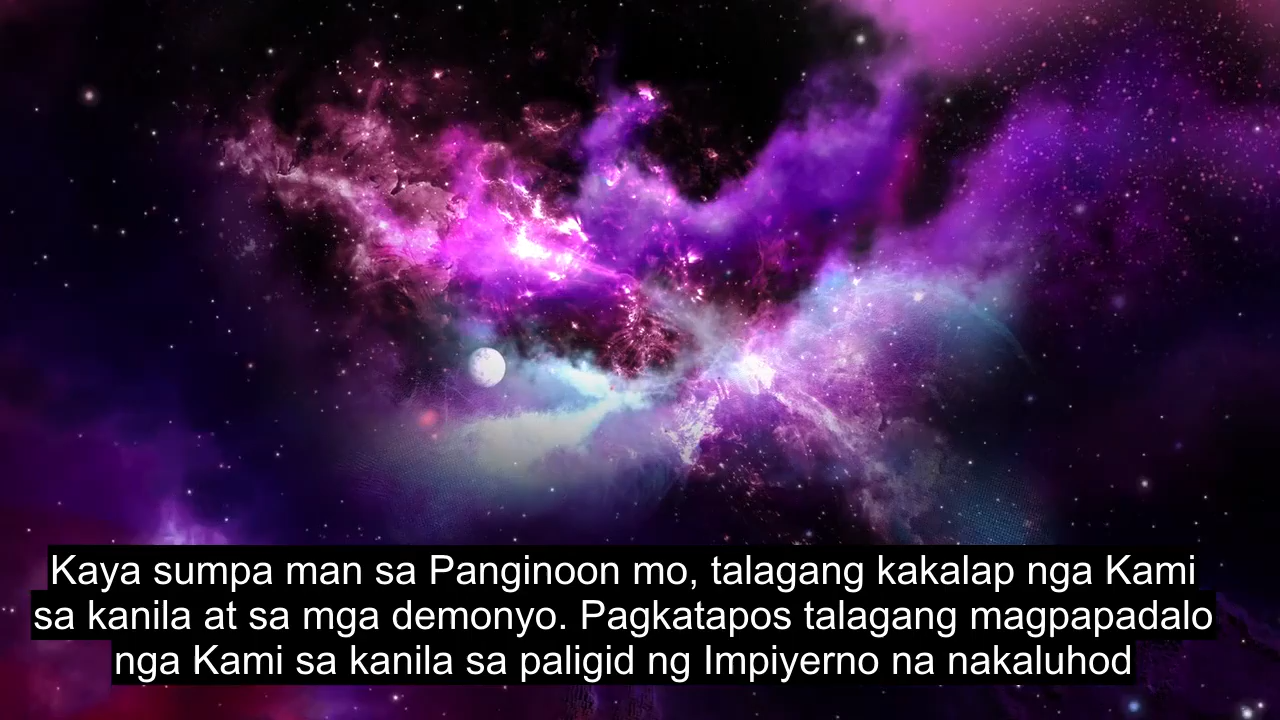 Kaya sumpa man sa Panginoon mo, talagang kakalap nga Kami
sa kanila at sa mga demonyo. Pagkatapos talagang magpapadalo
nga Kami sa kanila sa paligid ng Impiyerno na nakaluhod